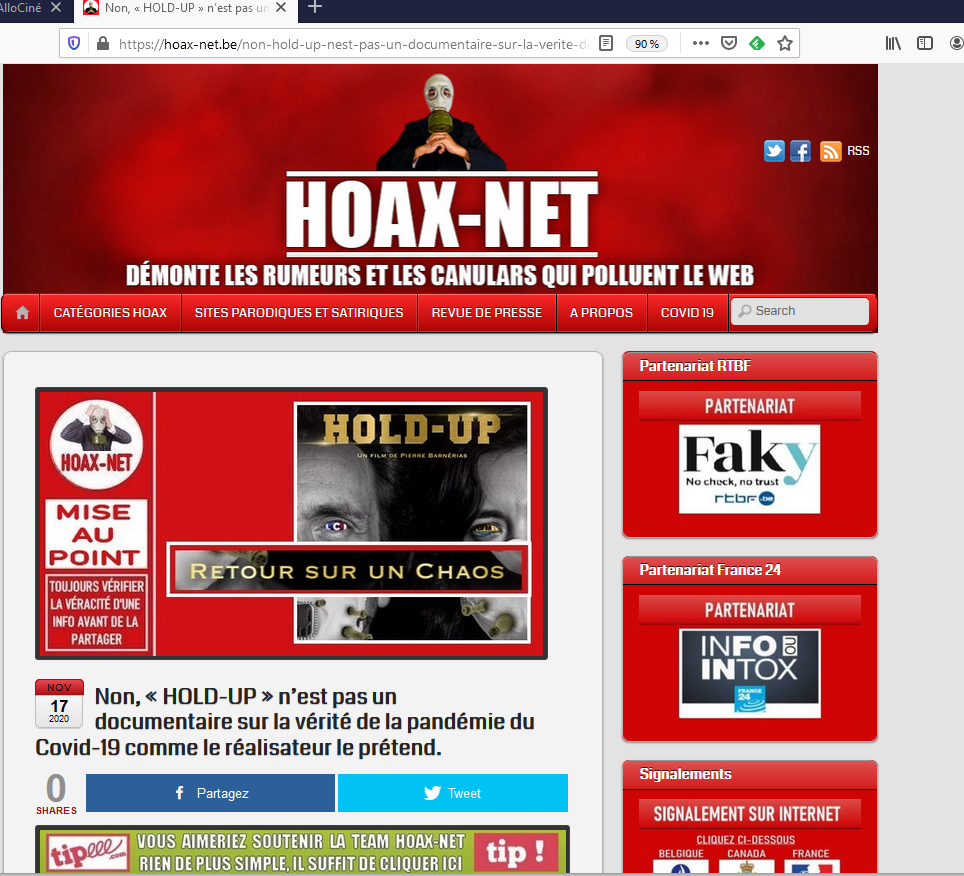 AlloCiné
Non, « HOLD-UP » n'est pas un
https://hoax-net.be/non-hold-up-nest-pas-un-documentaire-sur-la-verite-d
90 %
HOAX-NET
DÉMONTE LES RUMEURS ET LES CANULARS QUI POLLUENT LE WEB
RSS
CATÉGORIES HOAX
SITES PARODIQUES ET SATIRIQUES
REVUE DE PRESSE
A PROPOS
COVID 19
Search
HOAX-NET
MISE
AU
POINT
TOUJOURS VÉRIFIER
LA VÉRACITÉ D'UNE
INFO AVANT DE LA
PARTAGER
HOLD-UP
UN FILM DE PIERRE BARNÉRIAS
RETOUR SUR UN CHAOS
NOV
17
2020
Non, « HOLD-UP » n'est pas un
documentaire sur la vérité de la pandémie du
Covid-19 comme le réalisateur le prétend.
0
SHARES
Partagez
Tweet
tipeee.com
VOUS AIMERIEZ SOUTENIR LA TEAM HOAX-NET
RIEN DE PLUS SIMPLE, IL SUFFIT DE CLIQUER ICI
tip !
Partenariat RTBF
PARTENARIAT
Faky
No check, no trust
rtbf.be
Partenariat France 24
PARTENARIAT
INFO OU
INTOX
FRANCE
24
Signalements
SIGNALEMENT SUR INTERNET
CLIQUEZ CI-DESSOUS
BELGIQUE CANADA FRANCE